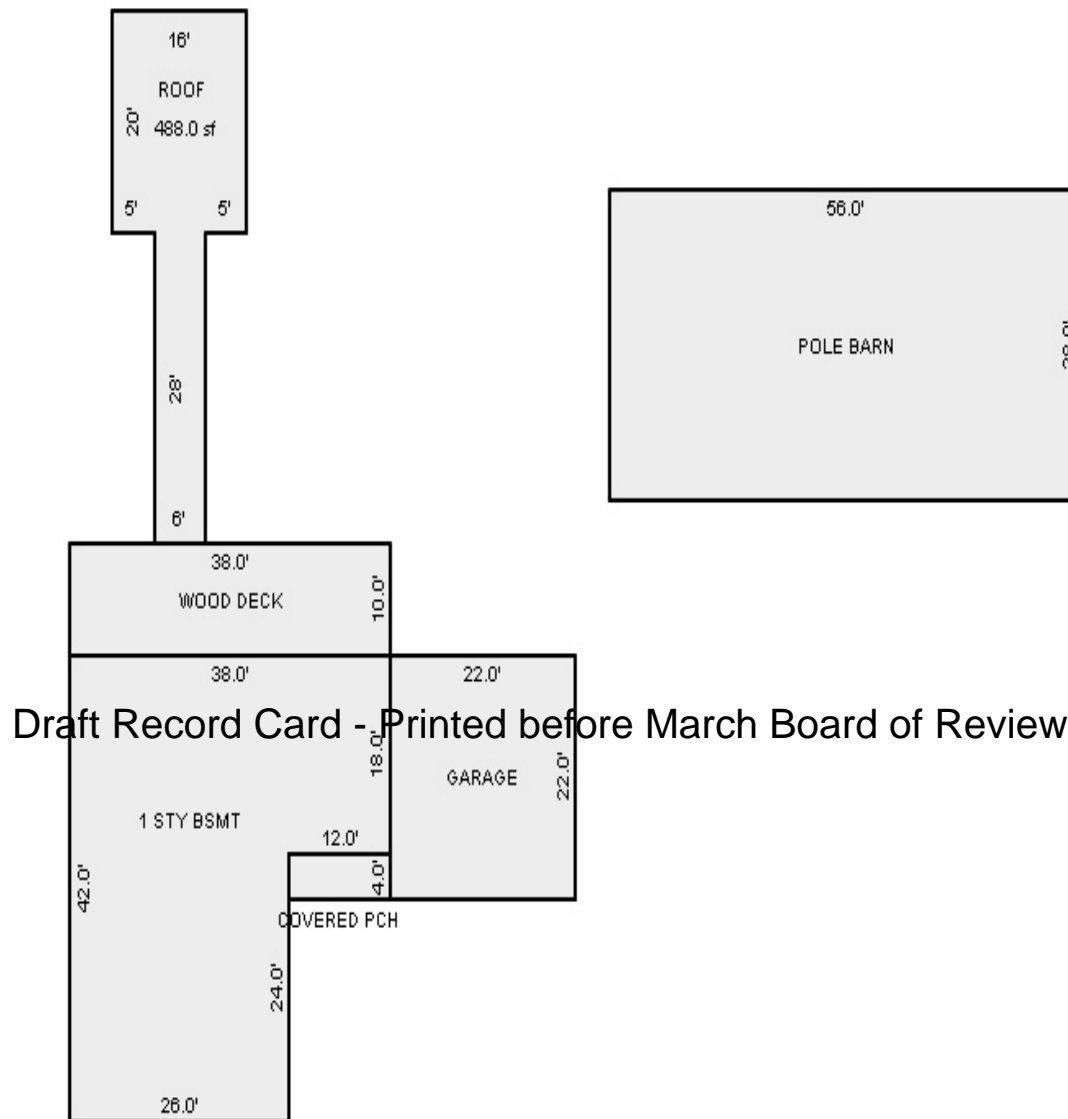 16'
ROOF
20'
488.0 sf
5'
5'
56.0'
POLE BARN
28'
6'
38.0'
WOOD DECK
10.0'
38.0'
22.0'
Draft Record Card - Printed before March Board of Review
18.0'
GARAGE
22.0'
1 STY BSMT
12.0'
42.0'
4.0'
COVERED PCH
24.0'
26.0'